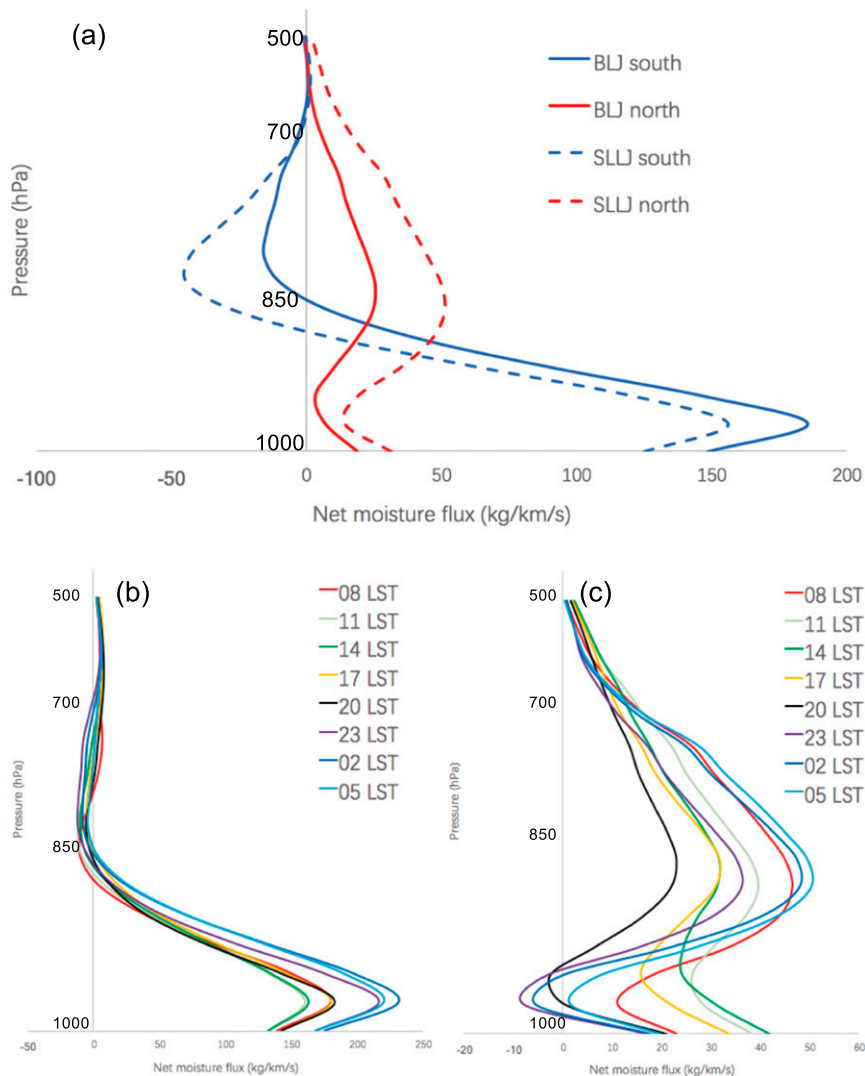 (a)
500
700
850
1000
Pressure (hPa)
BLJ south
BLJ north
SLLJ south
SLLJ north
-100
-50
0
50
100
150
200
Net moisture flux (kg/km/s)
(b)
500
700
850
1000
Pressure (hPa)
08 LST
11 LST
14 LST
17 LST
20 LST
23 LST
02 LST
05 LST
-50
0
50
100
150
200
250
Net moisture flux (kg/km/s)
(c)
500
700
850
1000
Pressure (hPa)
08 LST
11 LST
14 LST
17 LST
20 LST
23 LST
02 LST
05 LST
-20
-10
0
10
20
30
40
50
60
Net moisture flux (kg/km/s)